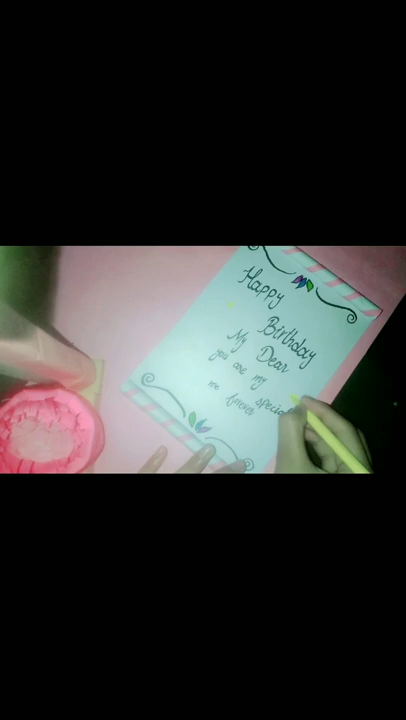 Happy
Birthday
My Dear
you are my
special
me forever